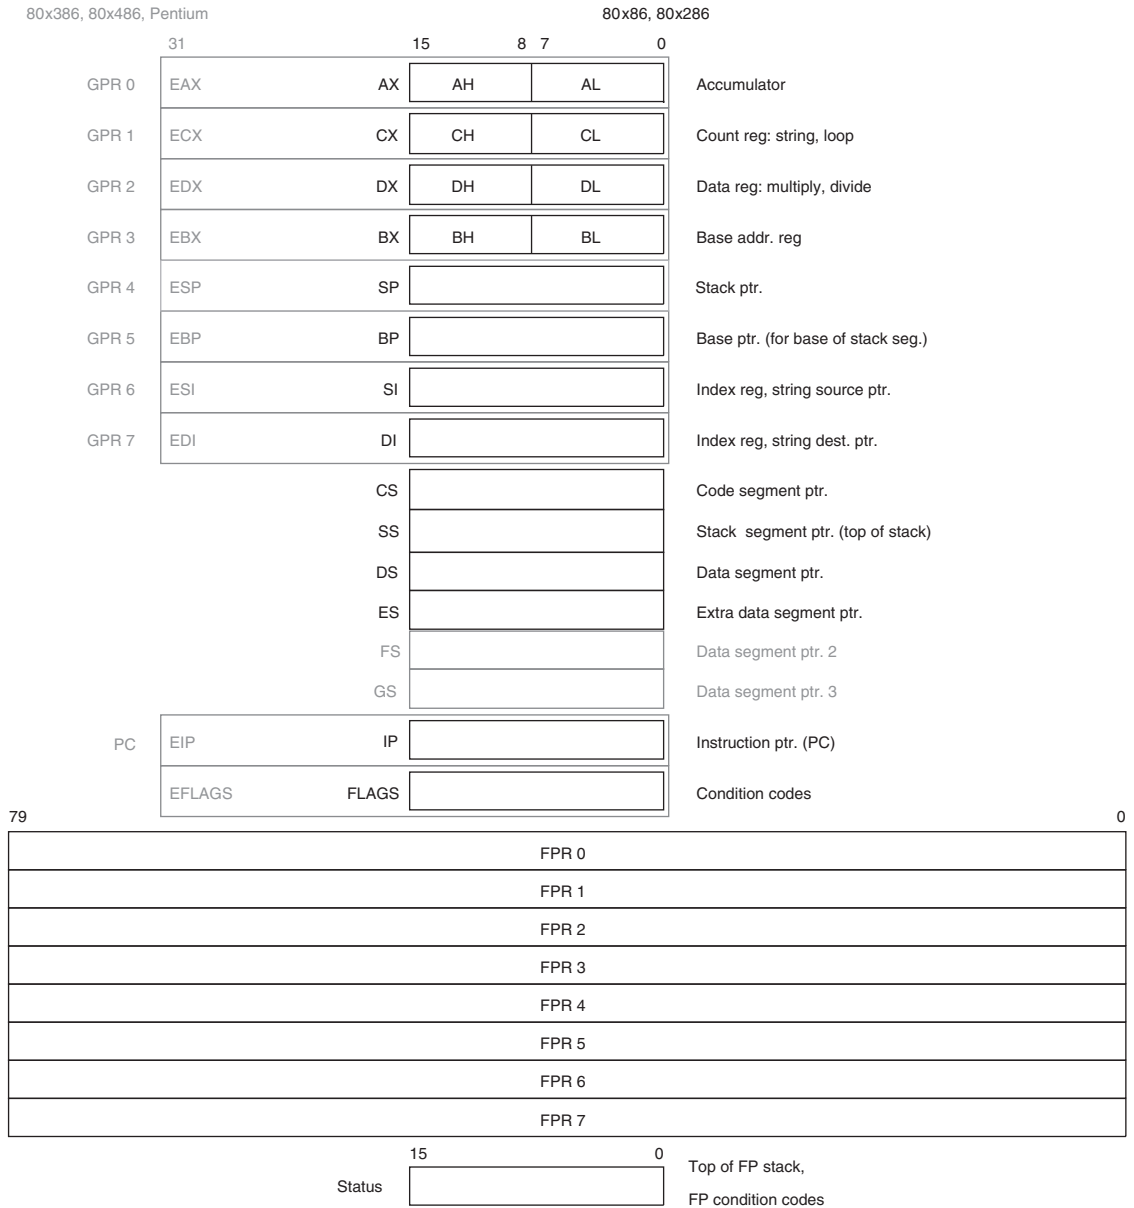 80x386, 80x486, Pentium 80x86, 80x286
31 15 8 7 0
GPR 0 EAX AX AH AL Accumulator
GPR 1 ECX CX CH CL Count reg: string, loop
GPR 2 EDX DX DH DL Data reg: multiply, divide
GPR 3 EBX BX BH BL Base addr. reg
GPR 4 ESP SP Stack ptr.
GPR 5 EBP BP Base ptr. (for base of stack seg.)
GPR 6 ESI SI Index reg, string source ptr.
GPR 7 EDI DI Index reg, string dest. ptr.
CS Code segment ptr.
SS Stack segment ptr. (top of stack)
DS Data segment ptr.
ES Extra data segment ptr.
FS Data segment ptr. 2
GS Data segment ptr. 3
PC EIP IP Instruction ptr. (PC)
EFLAGS FLAGS Condition codes
79 0
FPR 0
FPR 1
FPR 2
FPR 3
FPR 4
FPR 5
FPR 6
FPR 7
15 0
Top of FP stack,
Status
FP condition codes